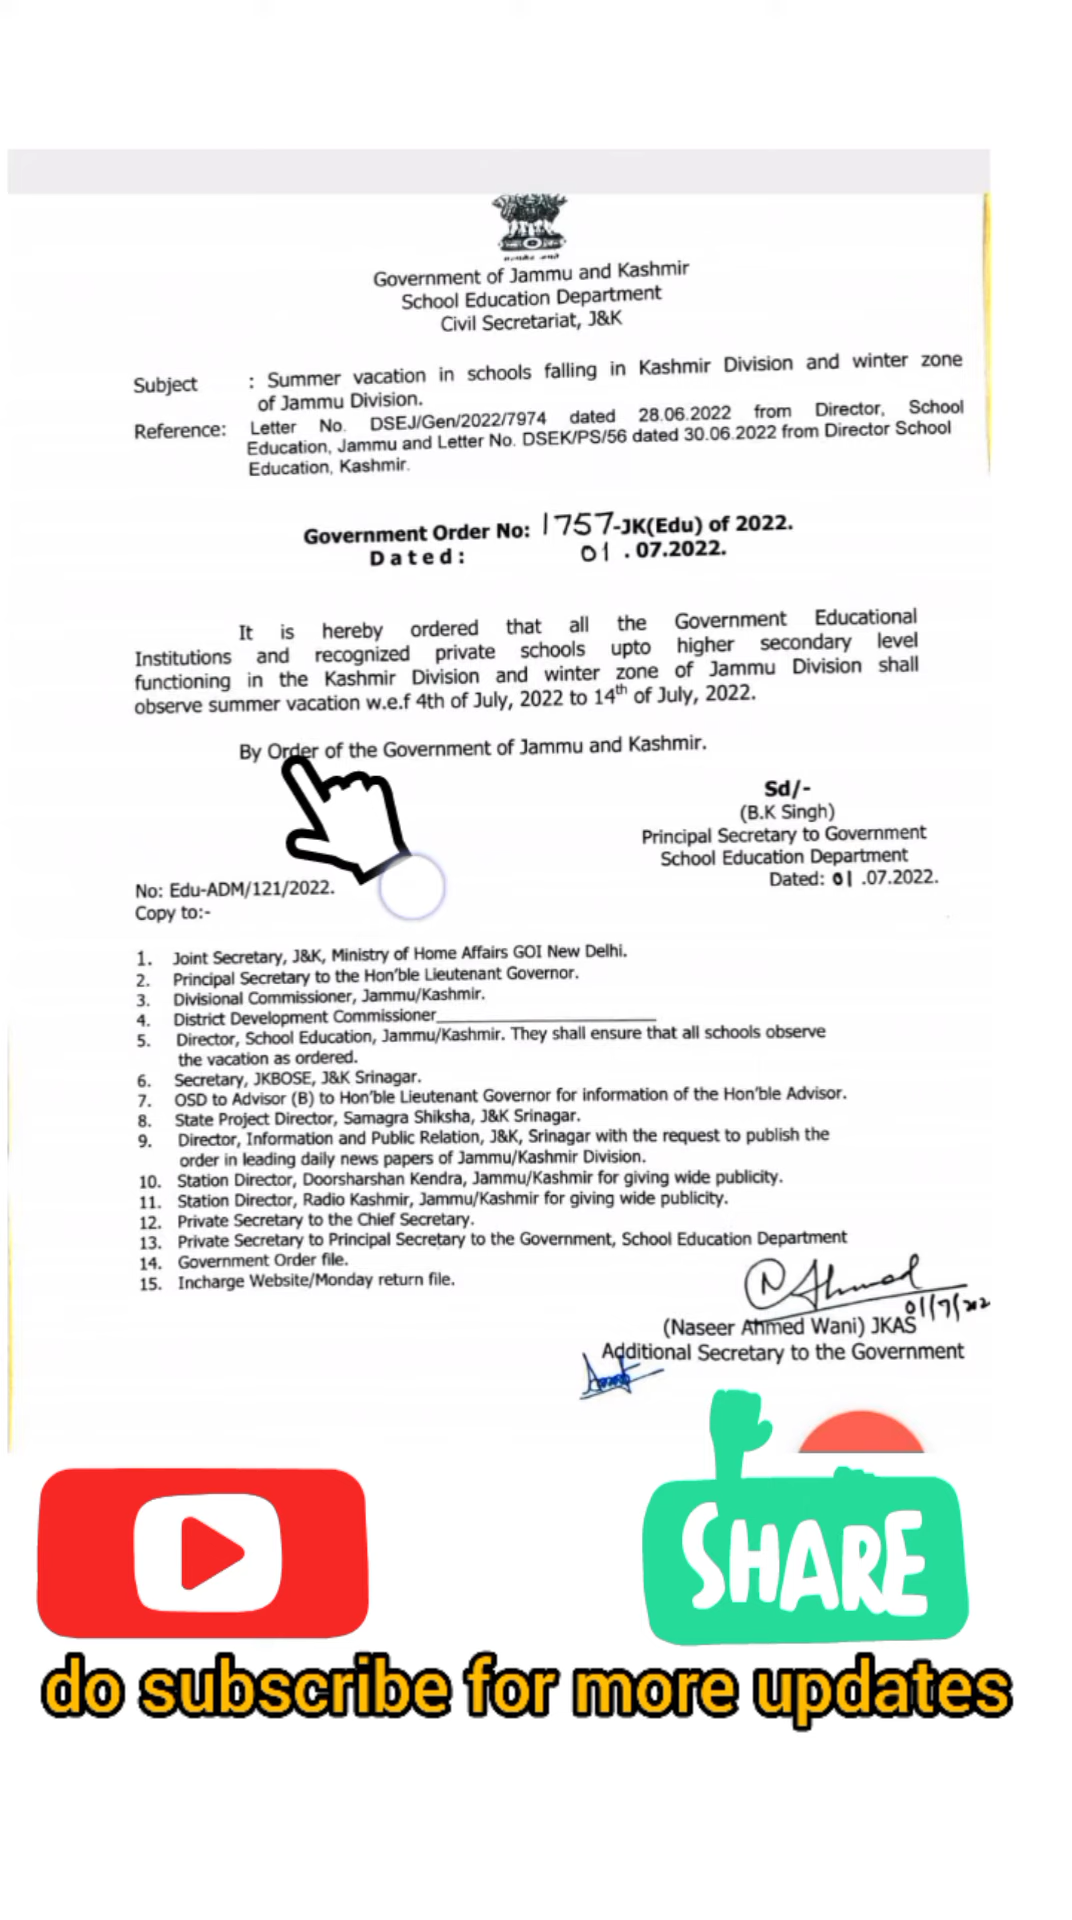 Government of Jammu and Kashmir
School Education Department
Civil Secretariat, J&K
Subject : Summer vacation in schools falling in Kashmir Division and winter zone
of Jammu Division.
Reference: Letter No. DSEJ/Gen/2022/7974 dated 28.06.2022 from Director, School
Education, Jammu and Letter No. DSEK/PS/56 dated 30.06.2022 from Director School
Education, Kashmir.
Government Order No: 1757-JK(Edu) of 2022.
Dated: 01.07.2022.
It is hereby ordered that all the Government Educational
Institutions and recognized private schools upto higher secondary level
functioning in the Kashmir Division and winter zone of Jammu Division shall
observe summer vacation w.e.f 4th of July, 2022 to 14th of July, 2022.
By Order of the Government of Jammu and Kashmir.
Sd/-
(B.K Singh)
Principal Secretary to Government
School Education Department
Dated: 01.07.2022.
No: Edu-ADM/121/2022.
Copy to:-
1. Joint Secretary, J&K, Ministry of Home Affairs GOI New Delhi.
2. Principal Secretary to the Hon'ble Lieutenant Governor.
3. Divisional Commissioner, Jammu/Kashmir.
4. District Development Commissioner
5. Director, School Education, Jammu/Kashmir. They shall ensure that all schools observe
the vacation as ordered.
6. Secretary, JKBOSE, J&K Srinagar.
7. OSD to Advisor (B) to Hon'ble Lieutenant Governor for information of the Hon'ble Advisor.
8. State Project Director, Samagra Shiksha, J&K Srinagar.
9. Director, Information and Public Relation, J&K, Srinagar with the request to publish the
order in leading daily news papers of Jammu/Kashmir Division.
10. Station Director, Doorsharshan Kendra, Jammu/Kashmir for giving wide publicity.
11. Station Director, Radio Kashmir, Jammu/Kashmir for giving wide publicity.
12. Private Secretary to the Chief Secretary.
13. Private Secretary to Principal Secretary to the Government, School Education Department
14. Government Order file.
15. Incharge Website/Monday return file.
N Ahmed
01/7/202
(Naseer Ahmed Wani) JKAS
Additional Secretary to the Government
SHARE
do subscribe for more updates